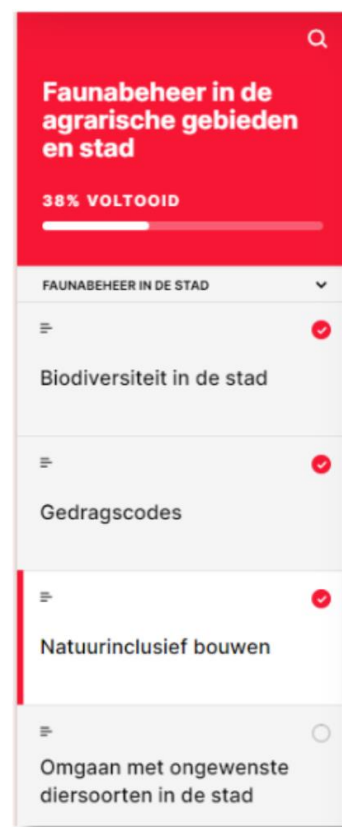 Faunabeheer in de
agrarische gebieden
en stad
38% VOLTOOID
FAUNABEHEER IN DE STAD
Biodiversiteit in de stad
Gedragscodes
Natuurinclusief bouwen
Omgaan met ongewenste
diersoorten in de stad